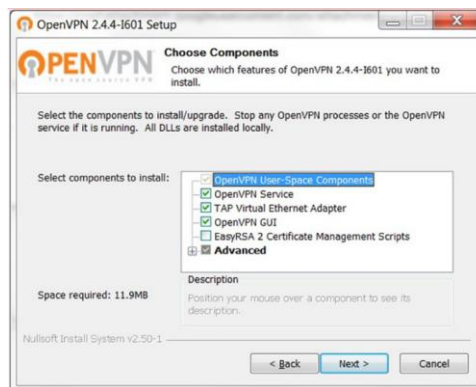 OpenVPN 2.4.4-I601 Setup
OPENVPN
The open source VPN
Choose Components
Choose which features of OpenVPN 2.4.4-I601 you want to
install.
Select the components to install/upgrade. Stop any OpenVPN processes or the OpenVPN
service if it is running. All DLLs are installed locally.
Select components to install:
OpenVPN User-Space Components
OpenVPN Service
TAP Virtual Ethernet Adapter
OpenVPN GUI
EasyRSA 2 Certificate Management Scripts
Advanced
Space required: 11.9MB
Description
Position your mouse over a component to see its
description.
Nullsoft Install System v2.50-1
< Back
Next >
Cancel